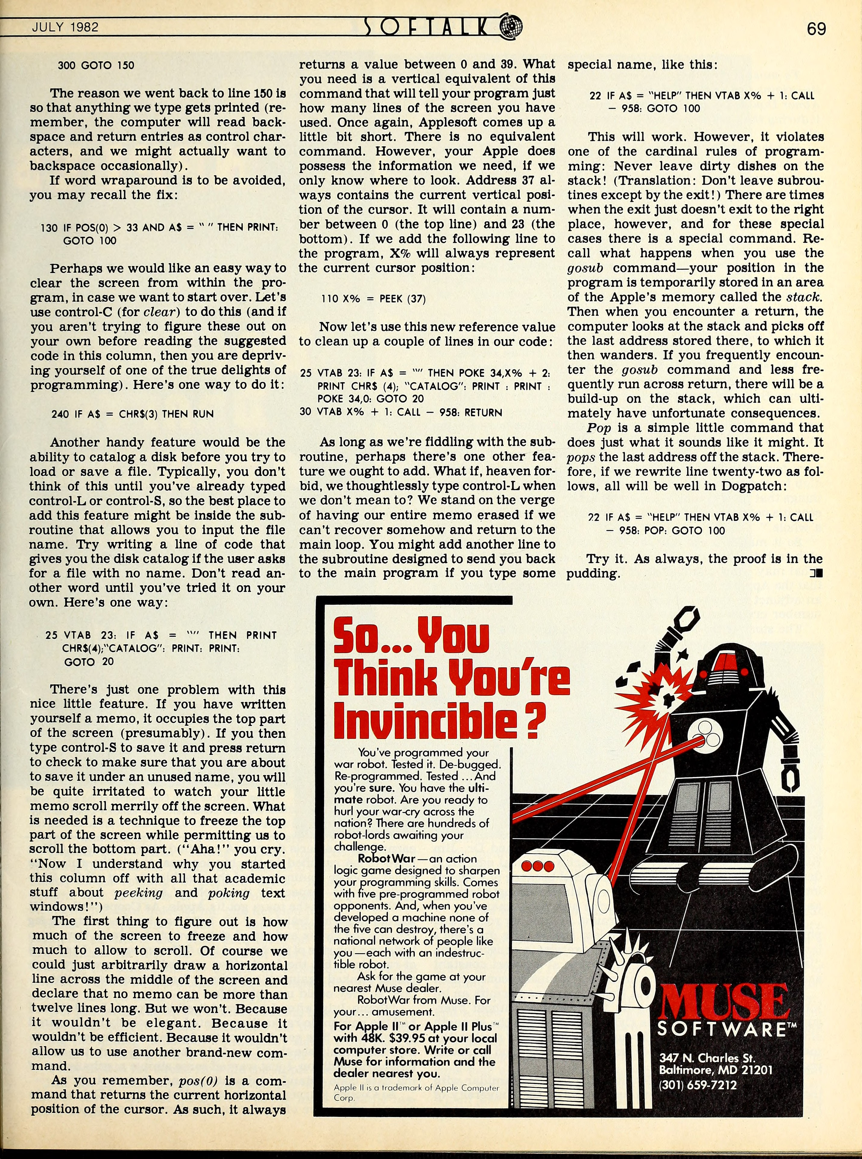 JULY 1982
SOFTALK
69
300 GOTO 150
The reason we went back to line 150 is
so that anything we type gets printed (re-
member, the computer will read back-
space and return entries as control char-
acters, and we might actually want to
backspace occasionally).
If word wraparound is to be avoided,
you may recall the fix:
130 IF POS(0) > 33 AND A$ = " " THEN PRINT:
GOTO 100
Perhaps we would like an easy way to
clear the screen from within the pro-
gram, in case we want to start over. Let's
use control-C (for clear) to do this (and if
you aren't trying to figure these out on
your own before reading the suggested
code in this column, then you are depriv-
ing yourself of one of the true delights of
programming). Here's one way to do it:
240 IF A$ = CHR$(3) THEN RUN
Another handy feature would be the
ability to catalog a disk before you try to
load or save a file. Typically, you don't
think of this until you've already typed
control-L or control-S, so the best place to
add this feature might be inside the sub-
routine that allows you to input the file
name. Try writing a line of code that
gives you the disk catalog if the user asks
for a file with no name. Don't read an-
other word until you've tried it on your
own. Here's one way:
25 VTAB 23: IF A$ = "" THEN PRINT
CHR$(4);"CATALOG": PRINT: PRINT:
GOTO 20
There's just one problem with this
nice little feature. If you have written
yourself a memo, it occupies the top part
of the screen (presumably). If you then
type control-S to save it and press return
to check to make sure that you are about
to save it under an unused name, you will
be quite irritated to watch your little
memo scroll merrily off the screen. What
is needed is a technique to freeze the top
part of the screen while permitting us to
scroll the bottom part. ("Aha!" you cry.
"Now I understand why you started
this column off with all that academic
stuff about peeking and poking text
windows!")
The first thing to figure out is how
much of the screen to freeze and how
much to allow to scroll. Of course we
could just arbitrarily draw a horizontal
line across the middle of the screen and
declare that no memo can be more than
twelve lines long. But we won't. Because
it wouldn't be elegant. Because it
wouldn't be efficient. Because it wouldn't
allow us to use another brand-new com-
mand.
As you remember, pos(0) is a com-
mand that returns the current horizontal
position of the cursor. As such, it always
returns a value between 0 and 39. What
you need is a vertical equivalent of this
command that will tell your program just
how many lines of the screen you have
used. Once again, Applesoft comes up a
little bit short. There is no equivalent
command. However, your Apple does
possess the information we need, if we
only know where to look. Address 37 al-
ways contains the current vertical posi-
tion of the cursor. It will contain a num-
ber between 0 (the top line) and 23 (the
bottom). If we add the following line to
the program, X% will always represent
the current cursor position:
110 X% = PEEK (37)
Now let's use this new reference value
to clean up a couple of lines in our code:
25 VTAB 23: IF A$ = "" THEN POKE 34,X% + 2:
PRINT CHR$ (4); "CATALOG": PRINT : PRINT :
POKE 34,0: GOTO 20
30 VTAB X% + 1: CALL - 958: RETURN
As long as we're fiddling with the sub-
routine, perhaps there's one other fea-
ture we ought to add. What if, heaven for-
bid, we thoughtlessly type control-L when
we don't mean to? We stand on the verge
of having our entire memo erased if we
can't recover somehow and return to the
main loop. You might add another line to
the subroutine designed to send you back
to the main program if you type some
special name, like this:
22 IF A$ = "HELP" THEN VTAB X% + 1: CALL
- 958: GOTO 100
This will work. However, it violates
one of the cardinal rules of program-
ming: Never leave dirty dishes on the
stack! (Translation: Don't leave subrou-
tines except by the exit!) There are times
when the exit just doesn't exit to the right
place, however, and for these special
cases there is a special command. Re-
call what happens when you use the
gosub command—your position in the
program is temporarily stored in an area
of the Apple's memory called the stack.
Then when you encounter a return, the
computer looks at the stack and picks off
the last address stored there, to which it
then wanders. If you frequently encoun-
ter the gosub command and less fre-
quently run across return, there will be a
build-up on the stack, which can ulti-
mately have unfortunate consequences.
Pop is a simple little command that
does just what it sounds like it might. It
pops the last address off the stack. There-
fore, if we rewrite line twenty-two as fol-
lows, all will be well in Dogpatch:
22 IF A$ = "HELP" THEN VTAB X% + 1: CALL
- 958: POP: GOTO 100
Try it. As always, the proof is in the
pudding.
So...You
Think You're
Invincible?
You've programmed your
war robot. Tested it. De-bugged.
Re-programmed. Tested ...And
you're sure. You have the ulti-
mate robot. Are you ready to
hurl your war-cry across the
nation? There are hundreds of
robot-lords awaiting your
challenge.
RobotWar—an action
logic game designed to sharpen
your programming skills. Comes
with five pre-programmed robot
opponents. And, when you've
developed a machine none of
the five can destroy, there's a
national network of people like
you—each with an indestruc-
tible robot.
Ask for the game at your
nearest Muse dealer.
RobotWar from Muse. For
your... amusement.
For Apple II™ or Apple II Plus™
with 48K. $39.95 at your local
computer store. Write or call
Muse for information and the
dealer nearest you.
Apple II is a trademark of Apple Computer
Corp.
MUSE
SOFTWARE™
347 N. Charles St.
Baltimore, MD 21201
(301) 659-7212